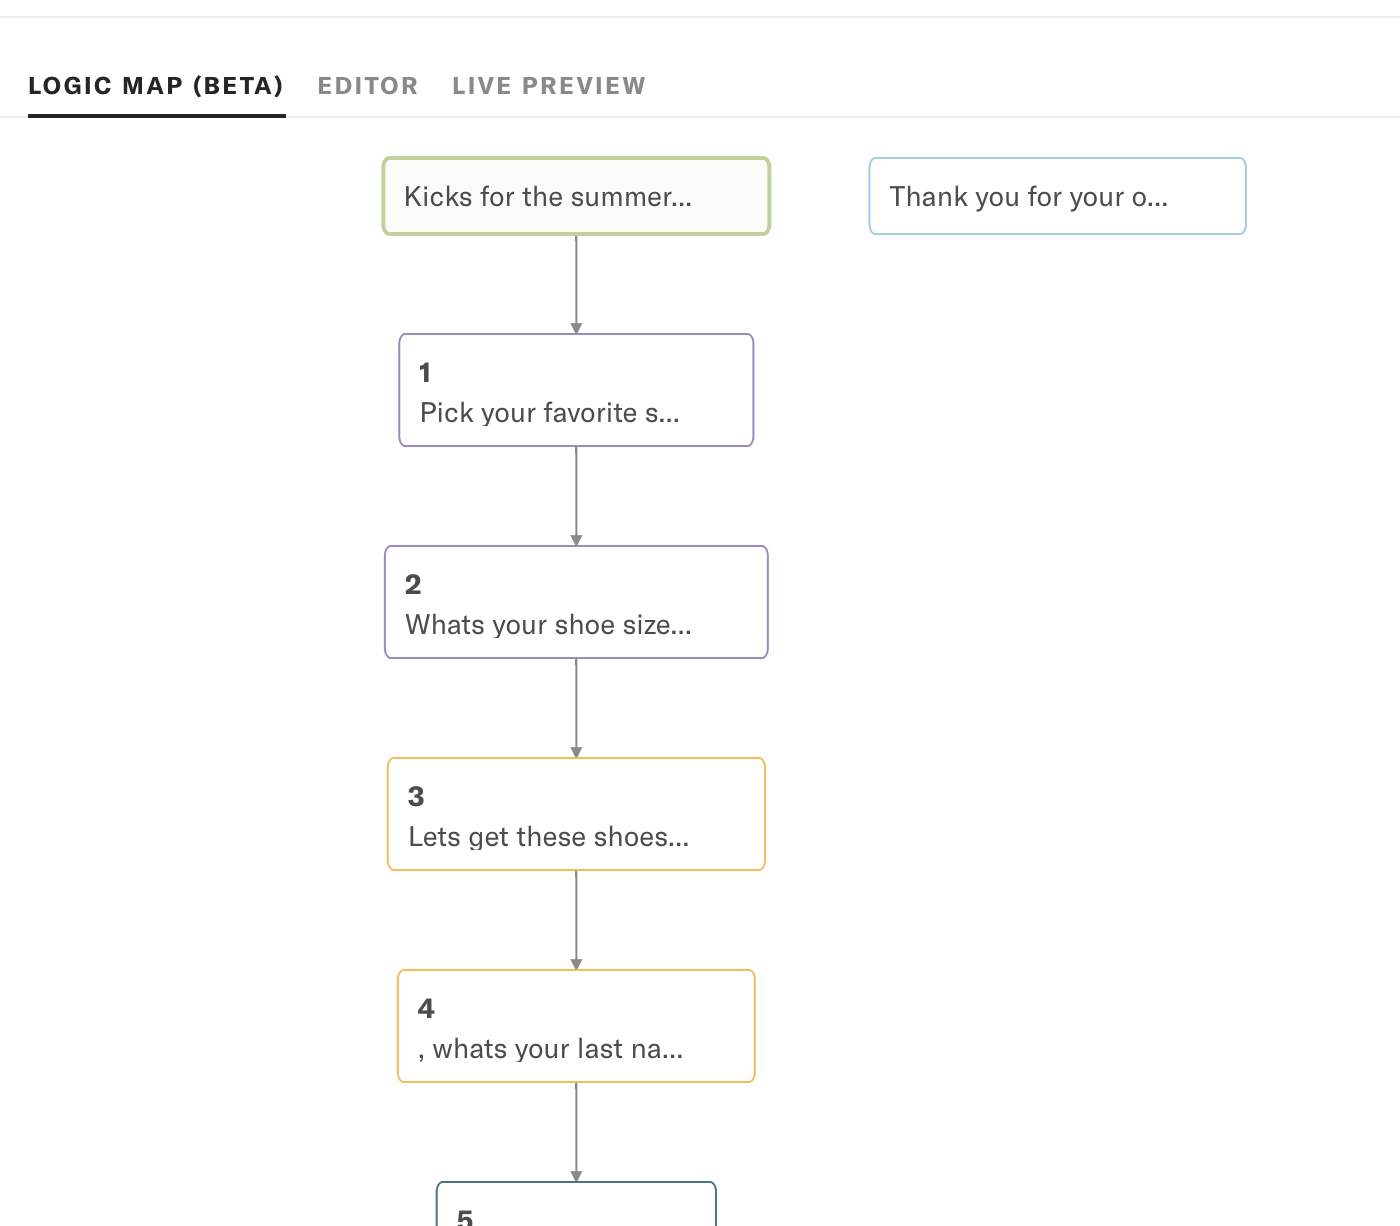 LOGIC MAP (BETA) EDITOR LIVE PREVIEW
Kicks for the summer...
Thank you for your o...
1
Pick your favorite s...
2
Whats your shoe size...
3
Lets get these shoes...
4
, whats your last na...
5